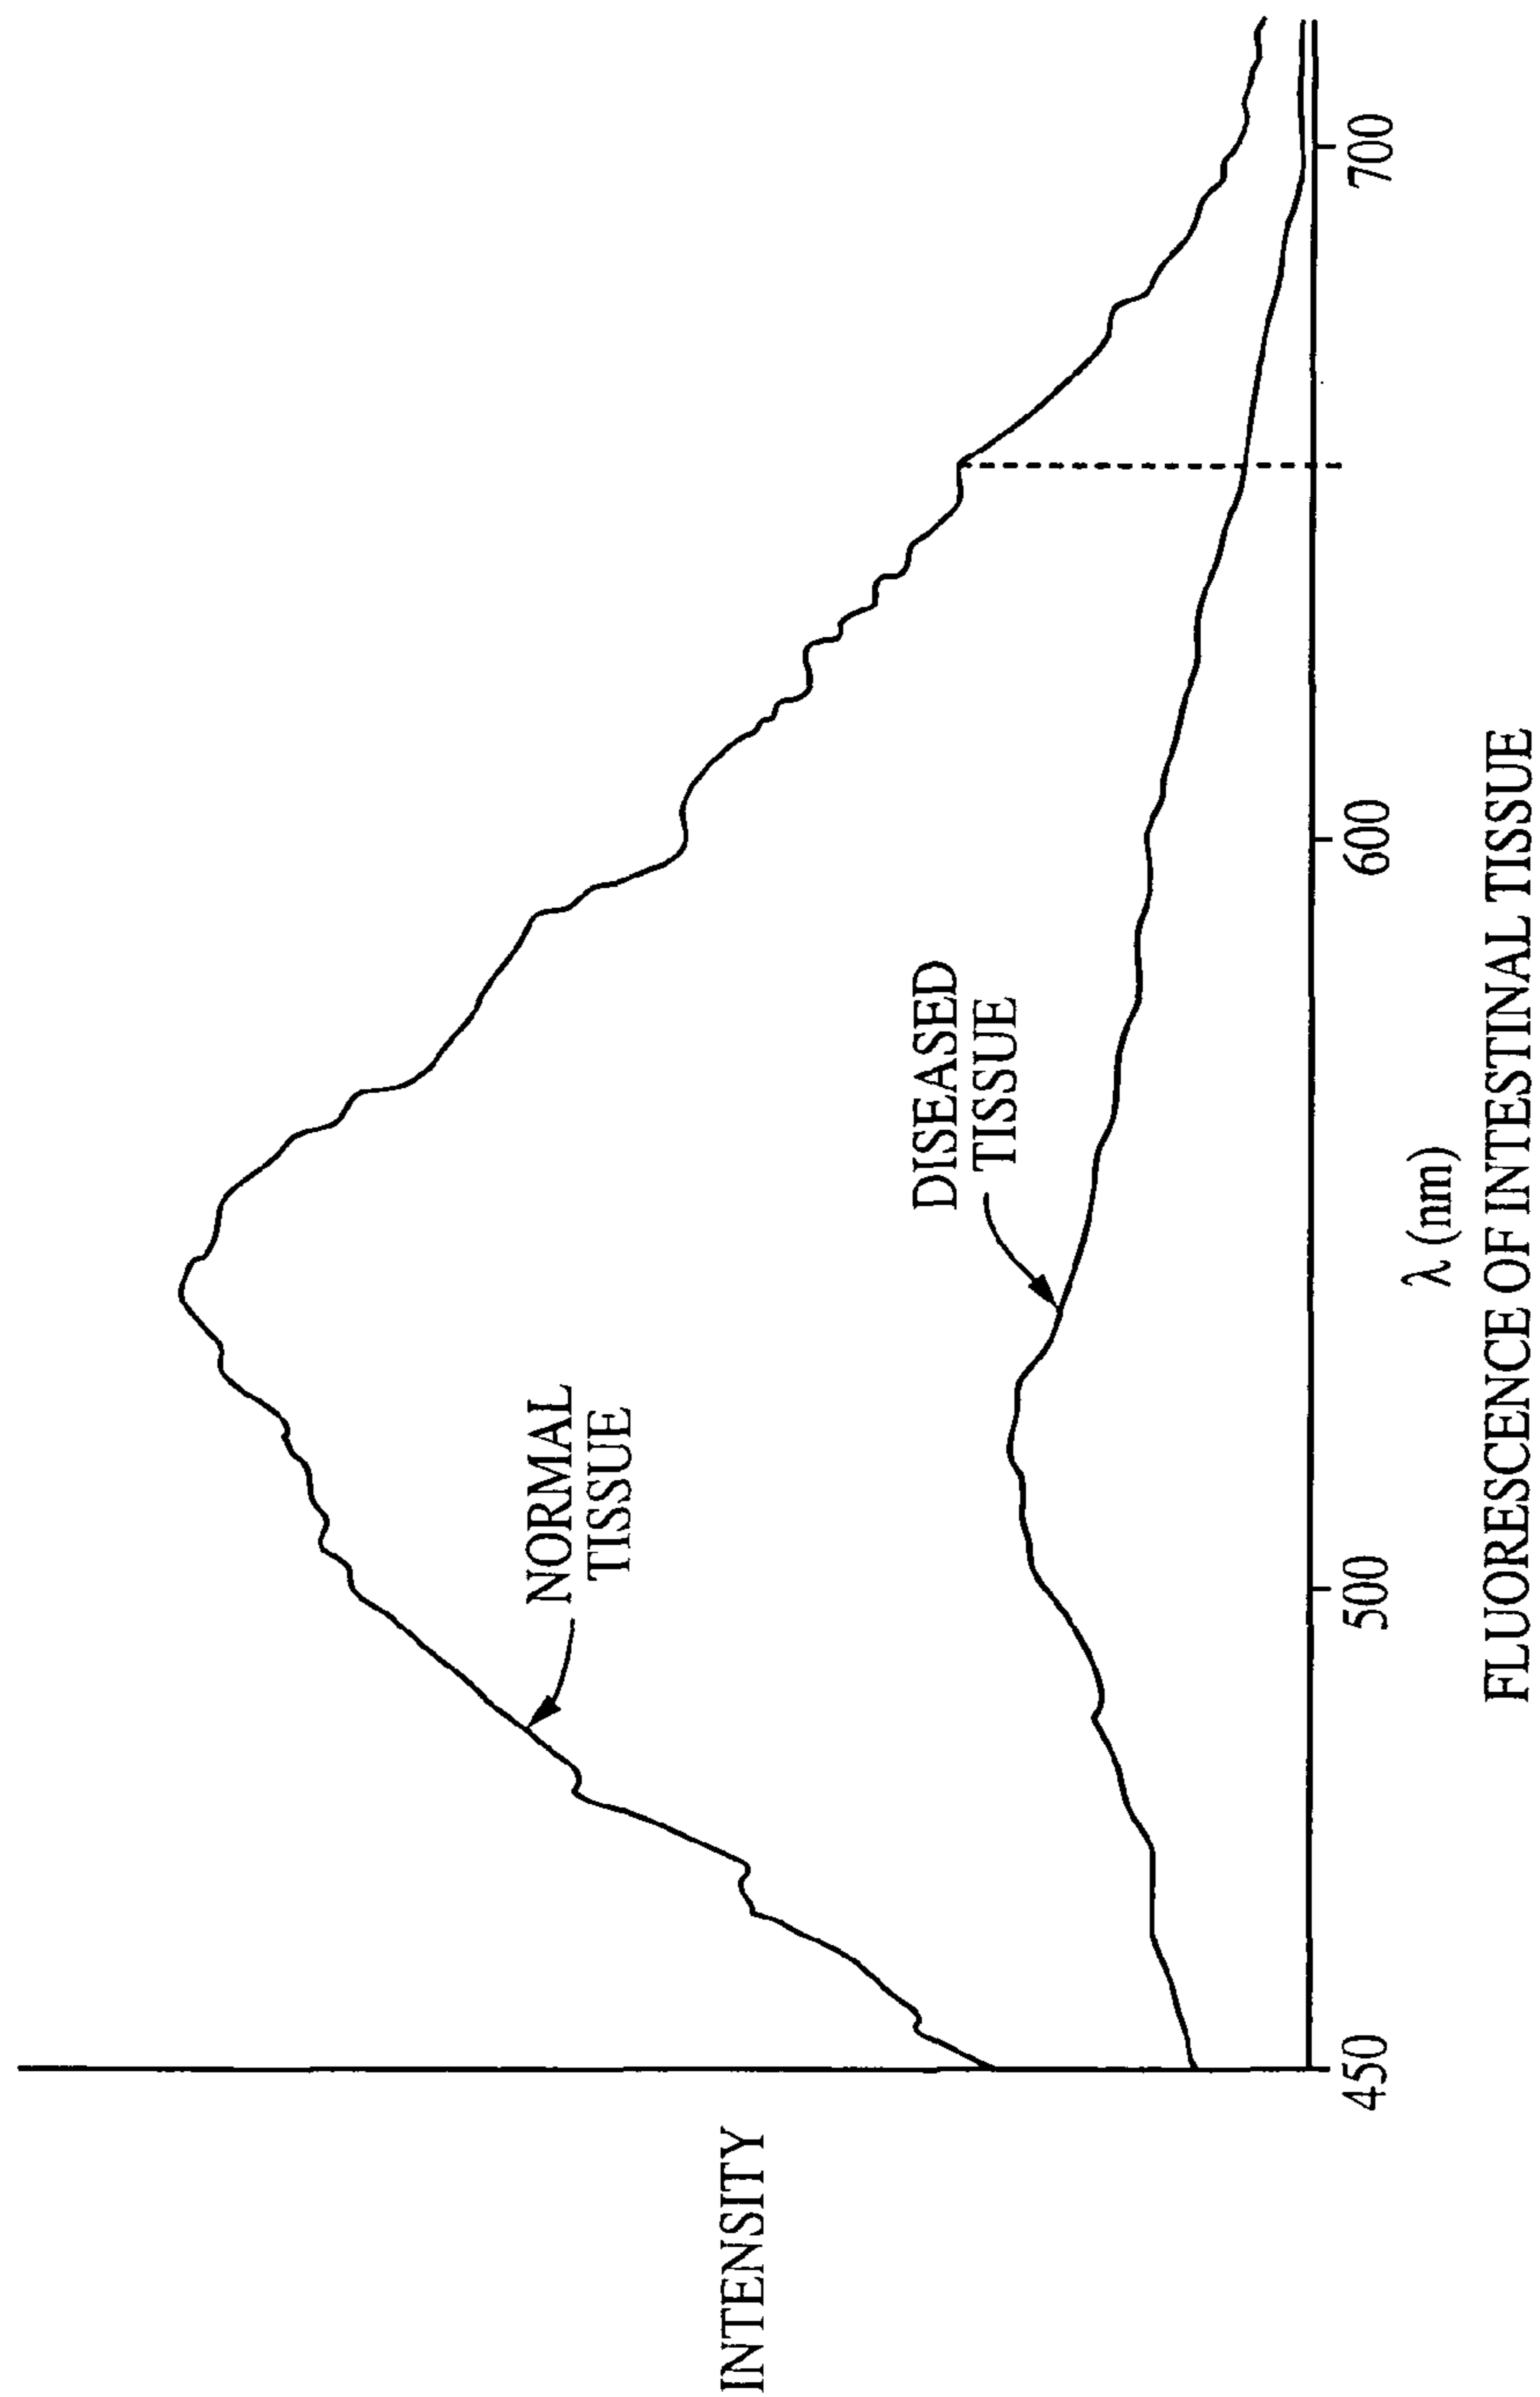 INTENSITY
NORMAL
TISSUE
DISEASED
TISSUE
450
500
600
700
λ (nm)
FLUORESCENCE OF INTESTINAL TISSUE